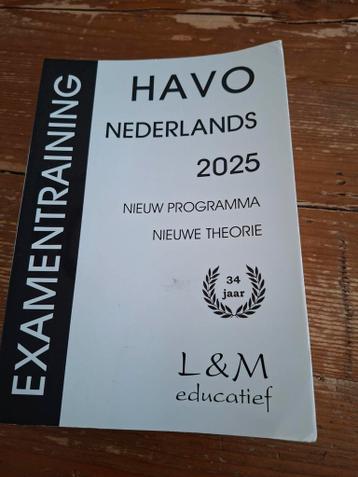 EXAMENTRAINING
HAVO
NEDERLANDS
2025
NIEUW PROGRAMMA
NIEUWE THEORIE
34
jaar
L&M
educatief